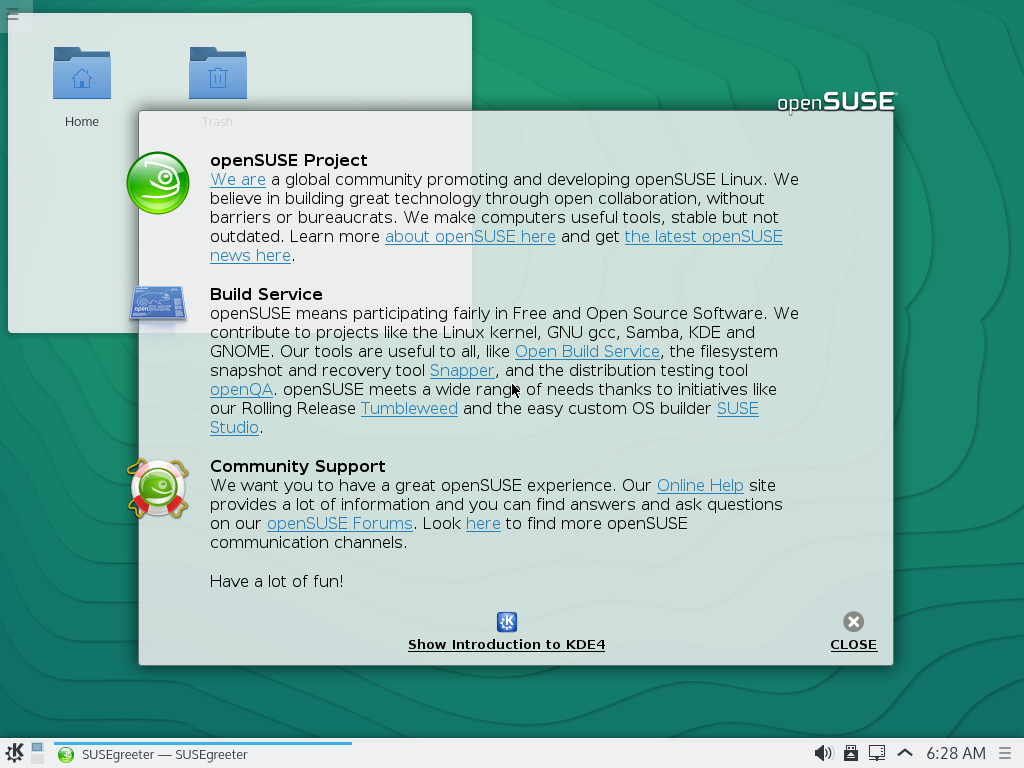 openSUSE
Home
Trash
openSUSE Project
We are a global community promoting and developing openSUSE Linux. We
believe in building great technology through open collaboration, without
barriers or bureaucrats. We make computers useful tools, stable but not
outdated. Learn more about openSUSE here and get the latest openSUSE
news here.
Build Service
openSUSE means participating fairly in Free and Open Source Software. We
contribute to projects like the Linux kernel, GNU gcc, Samba, KDE and
GNOME. Our tools are useful to all, like Open Build Service, the filesystem
snapshot and recovery tool Snapper, and the distribution testing tool
openQA. openSUSE meets a wide range of needs thanks to initiatives like
our Rolling Release Tumbleweed and the easy custom OS builder SUSE
Studio.
Community Support
We want you to have a great openSUSE experience. Our Online Help site
provides a lot of information and you can find answers and ask questions
on our openSUSE Forums. Look here to find more openSUSE
communication channels.
Have a lot of fun!
Show Introduction to KDE4
CLOSE
SUSEgreeter — SUSEgreeter
6:28 AM